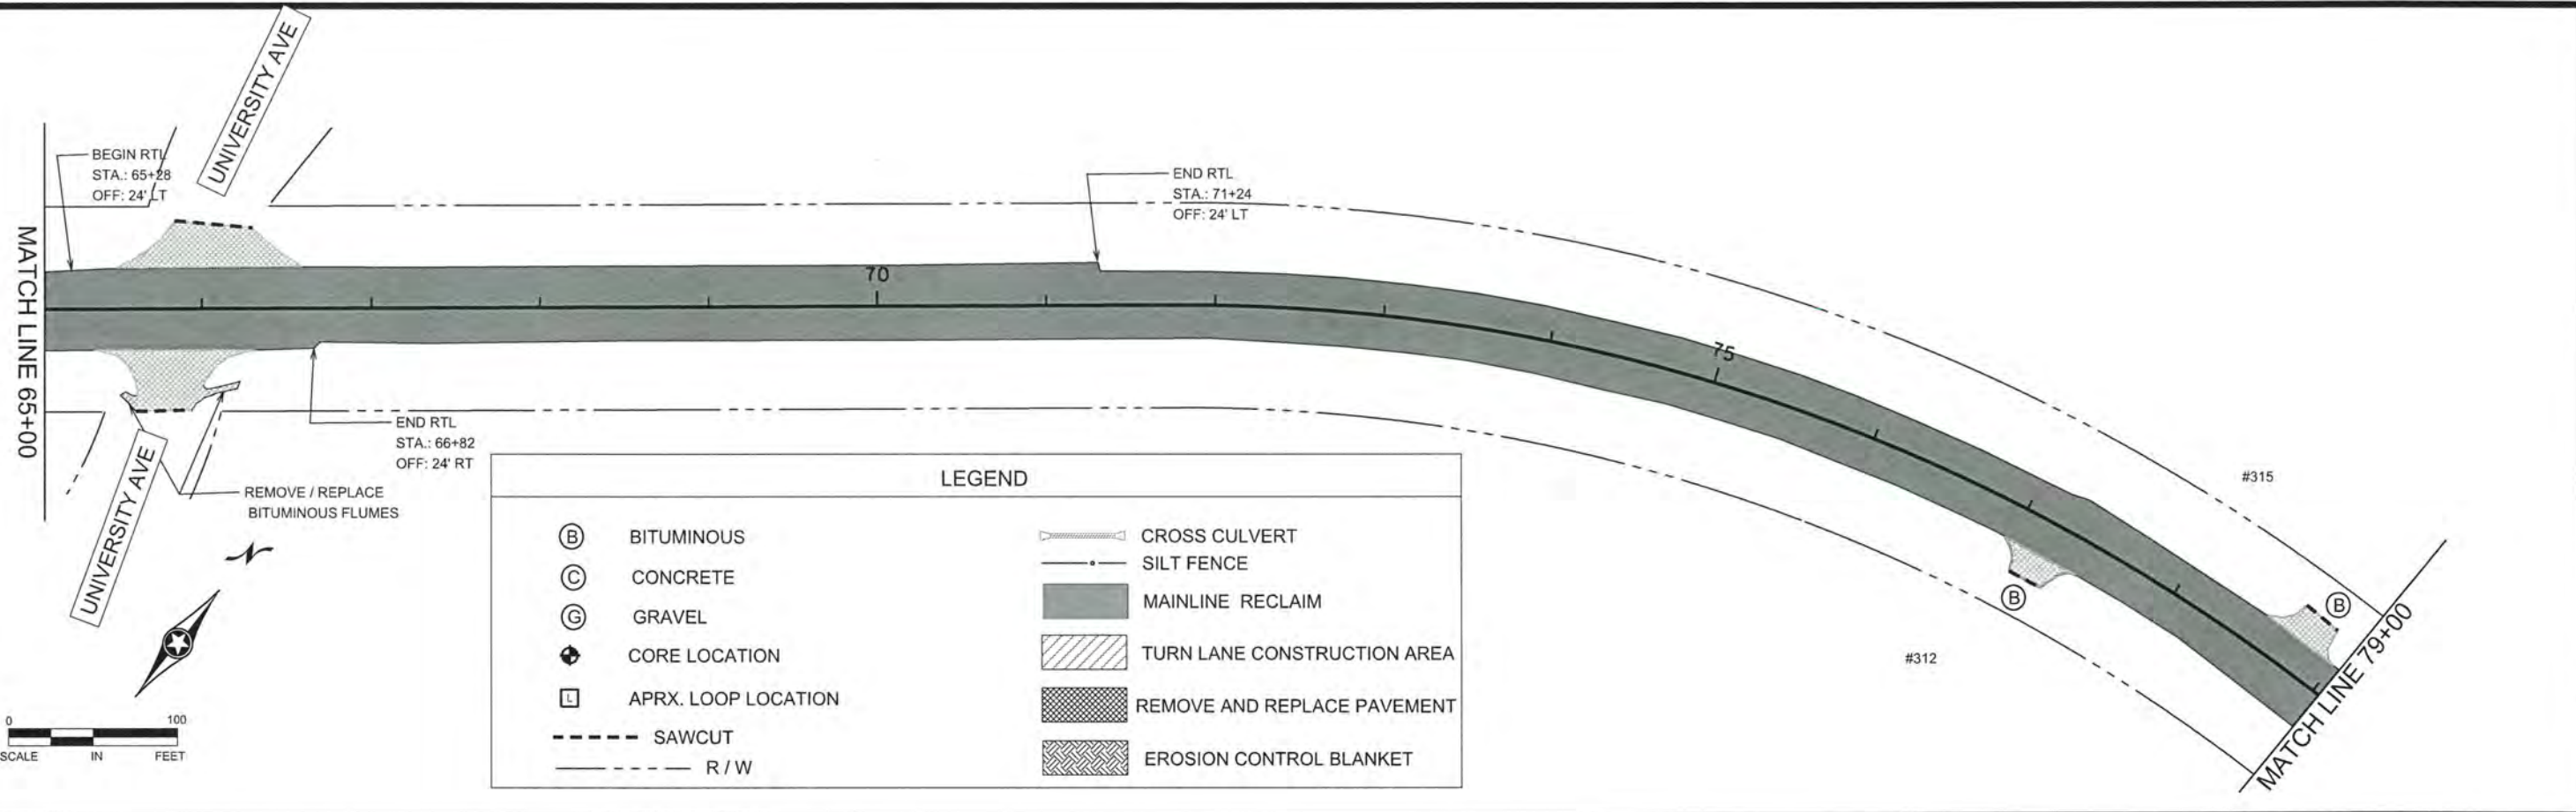 UNIVERSITY AVE
BEGIN RTL
STA.: 65+28
OFF: 24' LT
END RTL
STA.: 71+24
OFF: 24' LT
MATCH LINE 65+00
70
75
END RTL
STA.: 66+82
OFF: 24' RT
UNIVERSITY AVE
REMOVE / REPLACE
BITUMINOUS FLUMES
N
0 100
SCALE IN FEET
LEGEND
B BITUMINOUS
C CONCRETE
G GRAVEL
CORE LOCATION
L APRX. LOOP LOCATION
SAWCUT
R / W
CROSS CULVERT
SILT FENCE
MAINLINE RECLAIM
TURN LANE CONSTRUCTION AREA
REMOVE AND REPLACE PAVEMENT
EROSION CONTROL BLANKET
#315
B
B
#312
MATCH LINE 79+00